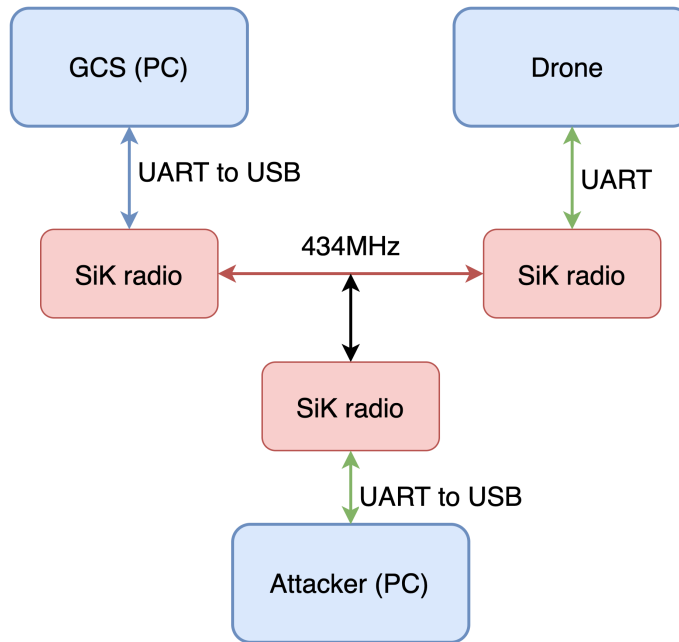 GCS (PC)
Drone
UART to USB
UART
434MHz
SiK radio
SiK radio
SiK radio
UART to USB
Attacker (PC)